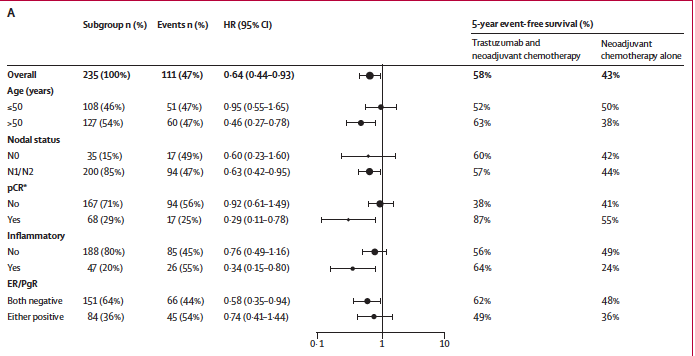 A
Subgroup n (%) Events n (%) HR (95% CI) 5-year event-free survival (%)
Trastuzumab and neoadjuvant chemotherapy Neoadjuvant chemotherapy alone
Overall 235 (100%) 111 (47%) 0·64 (0·44–0·93) 58% 43%
Age (years)
≤50 108 (46%) 51 (47%) 0·95 (0·55–1·65) 52% 50%
>50 127 (54%) 60 (47%) 0·46 (0·27–0·78) 63% 38%
Nodal status
N0 35 (15%) 17 (49%) 0·60 (0·23–1·60) 60% 42%
N1/N2 200 (85%) 94 (47%) 0·63 (0·42–0·95) 57% 44%
pCR*
No 167 (71%) 94 (56%) 0·92 (0·61–1·49) 38% 41%
Yes 68 (29%) 17 (25%) 0·29 (0·11–0·78) 87% 55%
Inflammatory
No 188 (80%) 85 (45%) 0·76 (0·49–1·16) 56% 49%
Yes 47 (20%) 26 (55%) 0·34 (0·15–0·80) 64% 24%
ER/PgR
Both negative 151 (64%) 66 (44%) 0·58 (0·35–0·94) 62% 48%
Either positive 84 (36%) 45 (54%) 0·74 (0·41–1·44) 49% 36%
0·1 1 10